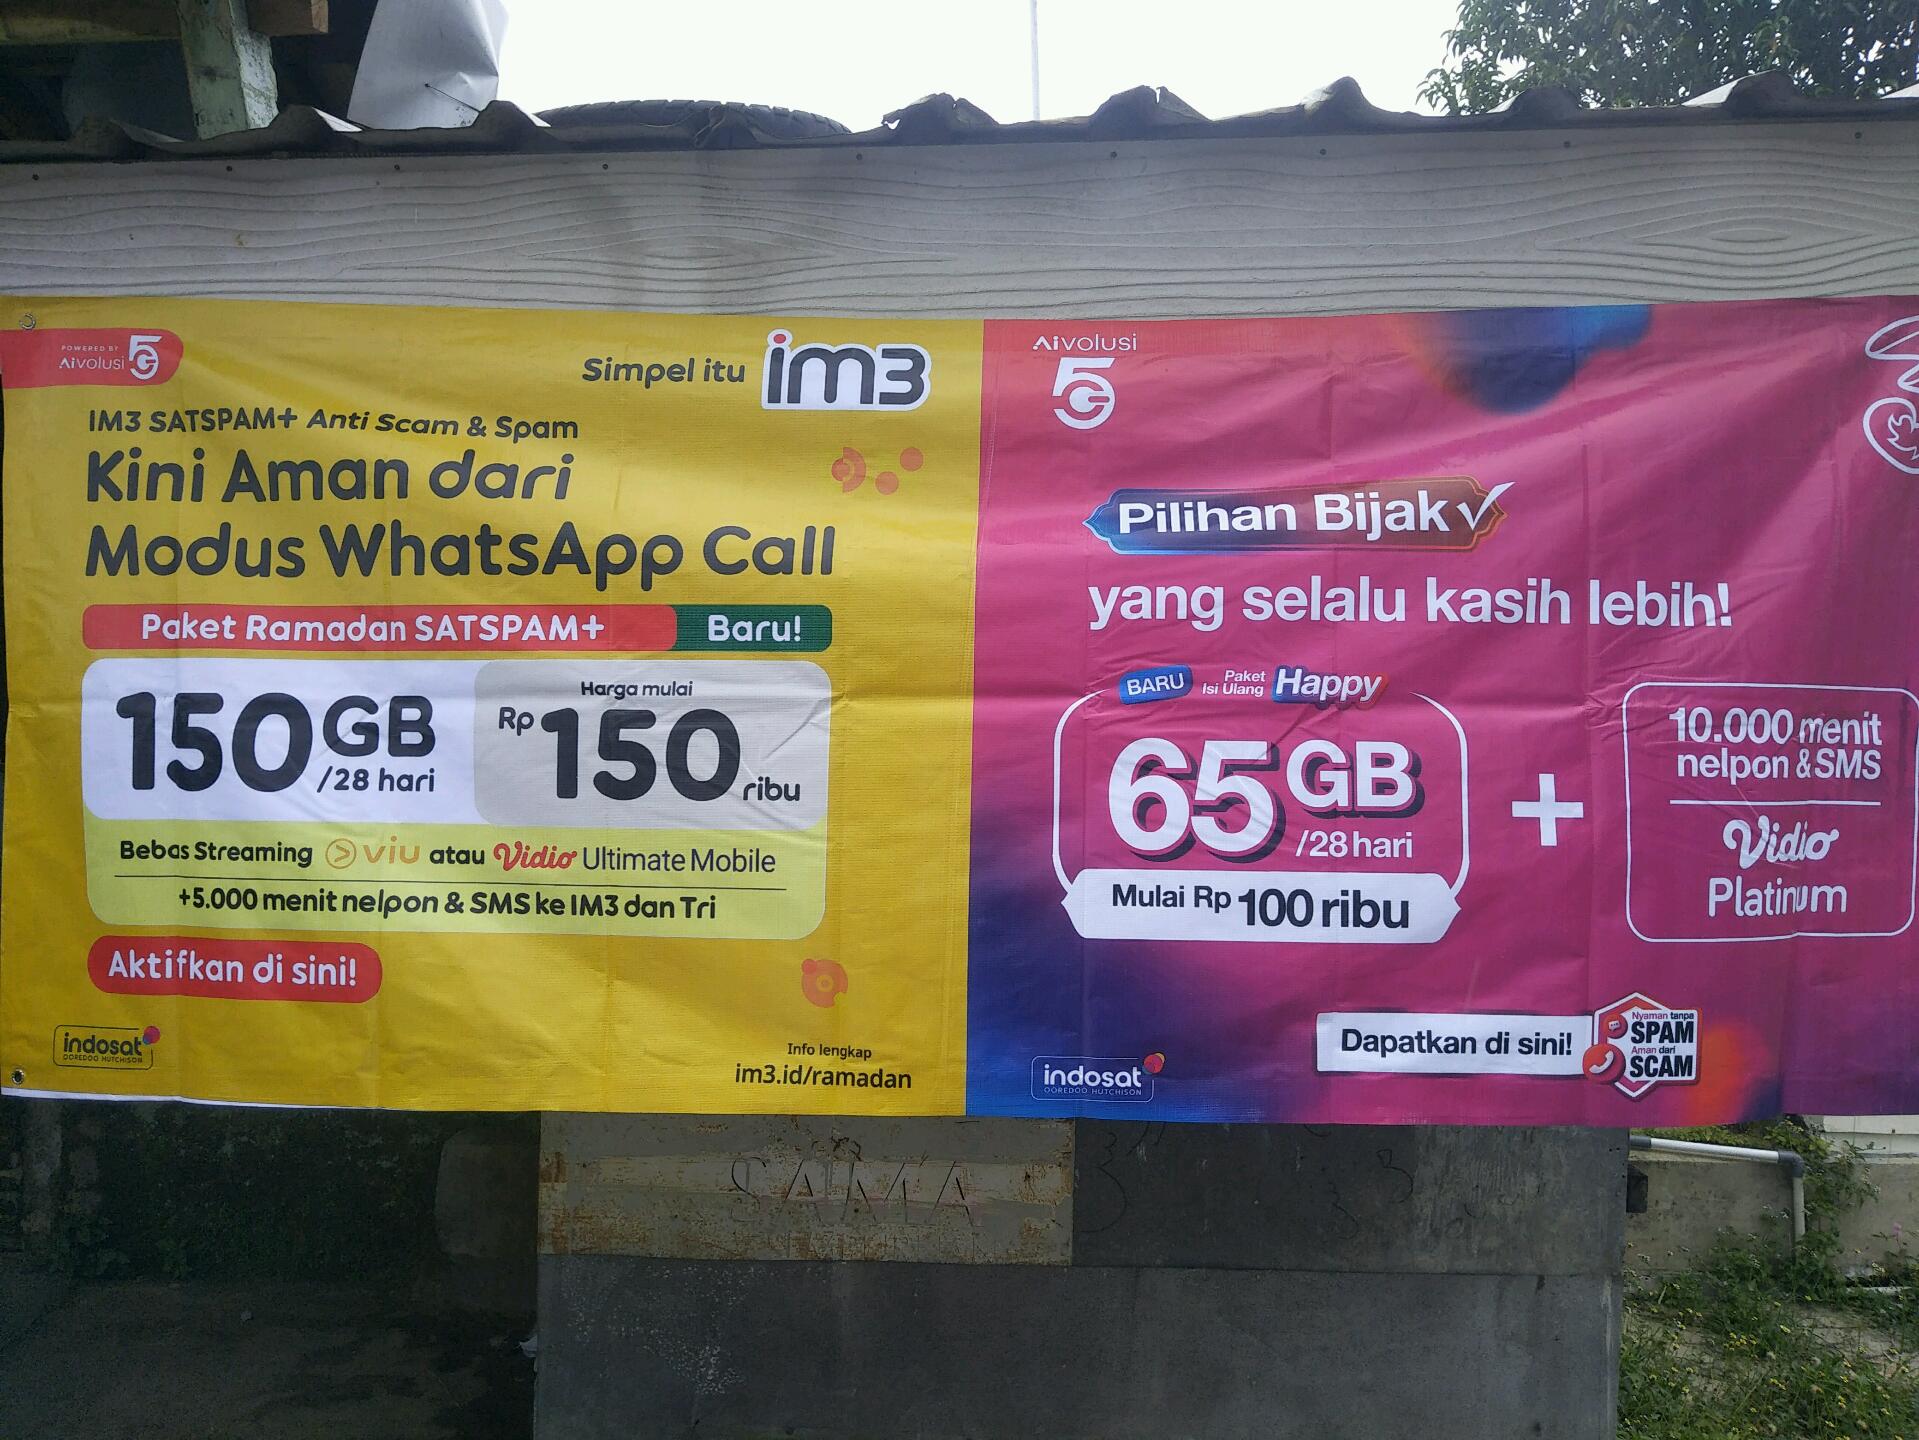 POWERED BY
AIVOLUSI 5G
Simpel itu im3
IM3 SATSPAM+ Anti Scam & Spam
Kini Aman dari
Modus WhatsApp Call
Paket Ramadan SATSPAM+ Baru!
150GB
/28 hari
Harga mulai
Rp150 ribu
Bebas Streaming viu atau Vidio Ultimate Mobile
+5.000 menit nelpon & SMS ke IM3 dan Tri
Aktifkan di sini!
indosat
OOREDOO HUTCHISON
Info lengkap
im3.id/ramadan
AIVOLUSI
5G
3
Pilihan Bijak
yang selalu kasih lebih!
BARU Paket Isi Ulang Happy
65GB
/28 hari
Mulai Rp 100 ribu
+
10.000 menit
nelpon & SMS
Vidio
Platinum
Dapatkan di sini!
Nyaman tanpa
SPAM
Aman dari
SCAM
indosat
OOREDOO HUTCHISON
SAMA